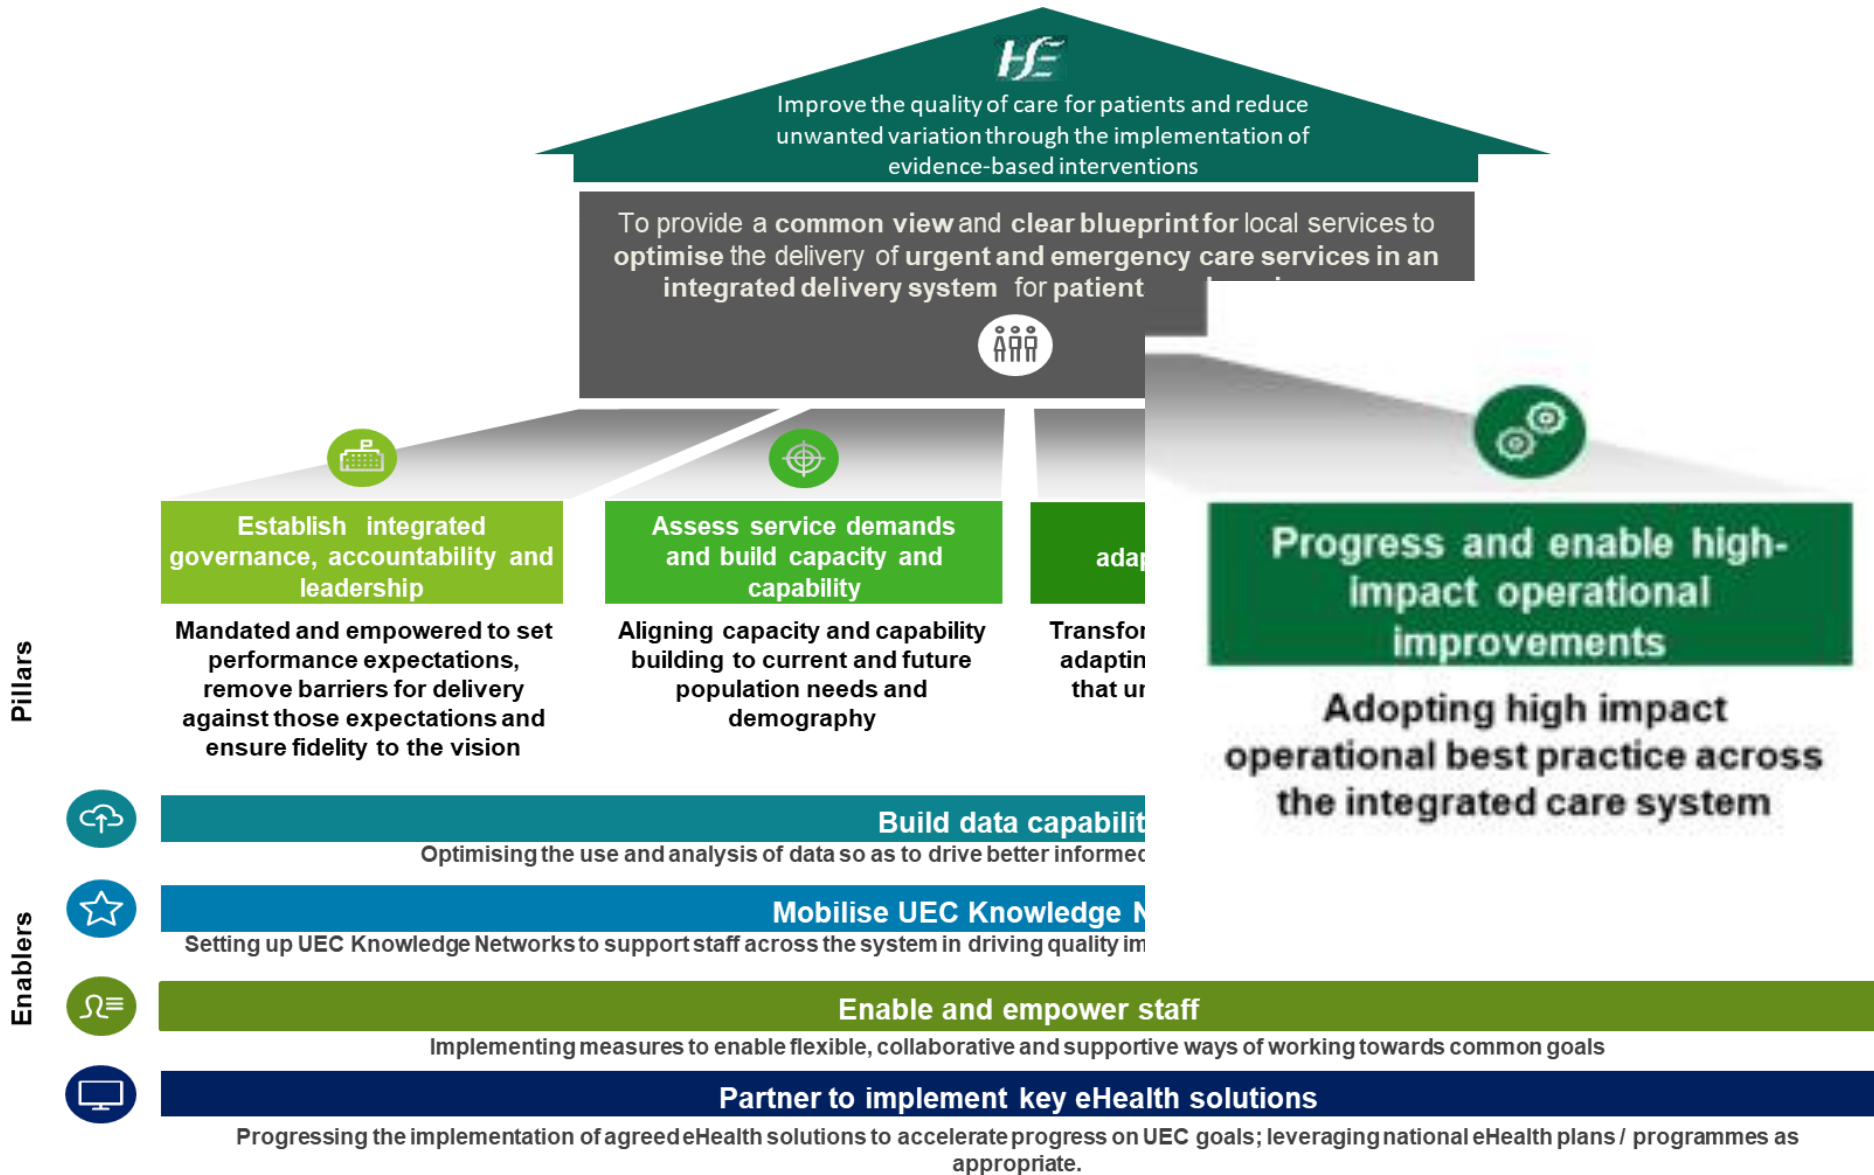 HSE
Improve the quality of care for patients and reduce
unwanted variation through the implementation of
evidence-based interventions
To provide a common view and clear blueprint for local services to
optimise the delivery of urgent and emergency care services in an
integrated delivery system for patient
Establish integrated
governance, accountability and
leadership
Mandated and empowered to set
performance expectations,
remove barriers for delivery
against those expectations and
ensure fidelity to the vision
Assess service demands
and build capacity and
capability
Aligning capacity and capability
building to current and future
population needs and
demography
Progress and enable high-
impact operational
improvements
Adopting high impact
operational best practice across
the integrated care system
Pillars
Build data
Optimising the use and analysis of data so as to drive better informed
Mobilise UEC Knowledge
Setting up UEC Knowledge Networks to support staff across the system in driving quality
Enablers
Enable and empower staff
Implementing measures to enable flexible, collaborative and supportive ways of working towards common goals
Partner to implement key eHealth solutions
Progressing the implementation of agreed eHealth solutions to accelerate progress on UEC goals; leveraging national eHealth plans / programmes as
appropriate.